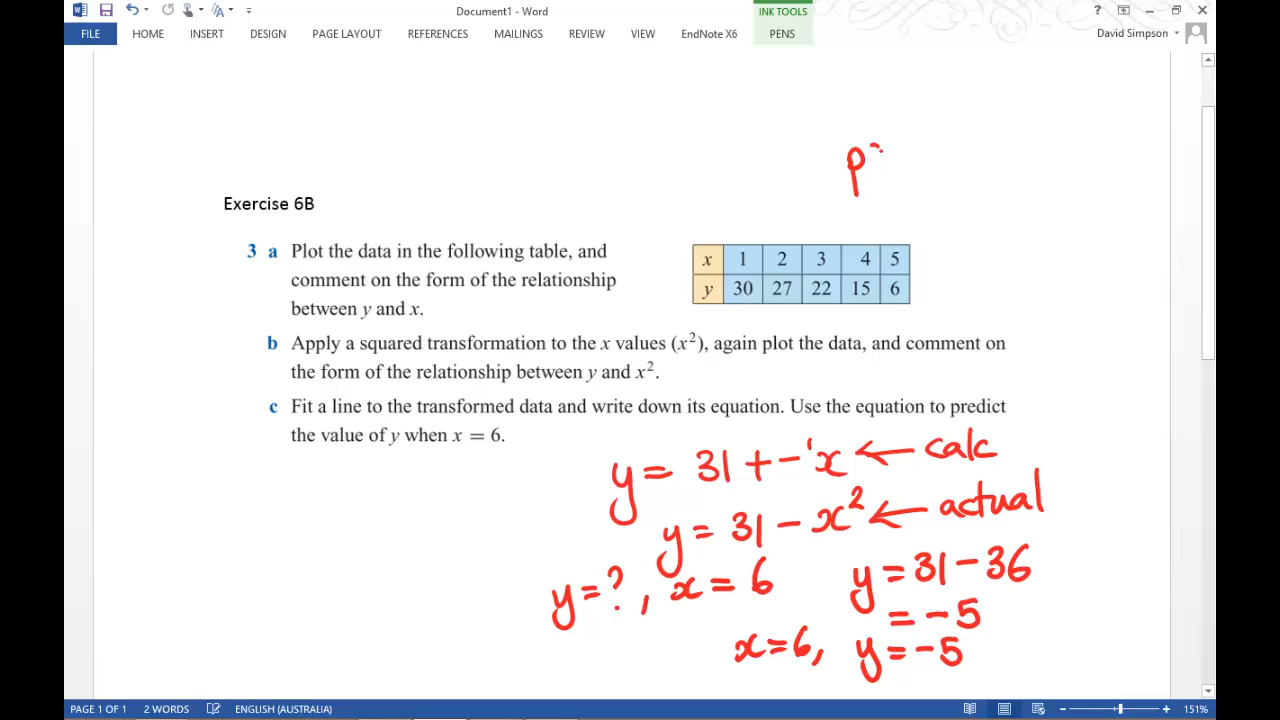 Document1 - Word
INK TOOLS
FILE HOME INSERT DESIGN PAGE LAYOUT REFERENCES MAILINGS REVIEW VIEW EndNote X6 PENS
David Simpson
p
Exercise 6B
3 a Plot the data in the following table, and
comment on the form of the relationship
between y and x.
x 1 2 3 4 5
y 30 27 22 15 6
b Apply a squared transformation to the x values (x²), again plot the data, and comment on
the form of the relationship between y and x².
c Fit a line to the transformed data and write down its equation. Use the equation to predict
the value of y when x = 6.
y = 31 + -¹x ← calc
y = 31 - x² ← actual
y = ?, x = 6
y = 31 - 36
= -5
x = 6, y = -5
PAGE 1 OF 1 2 WORDS ENGLISH (AUSTRALIA) 151%